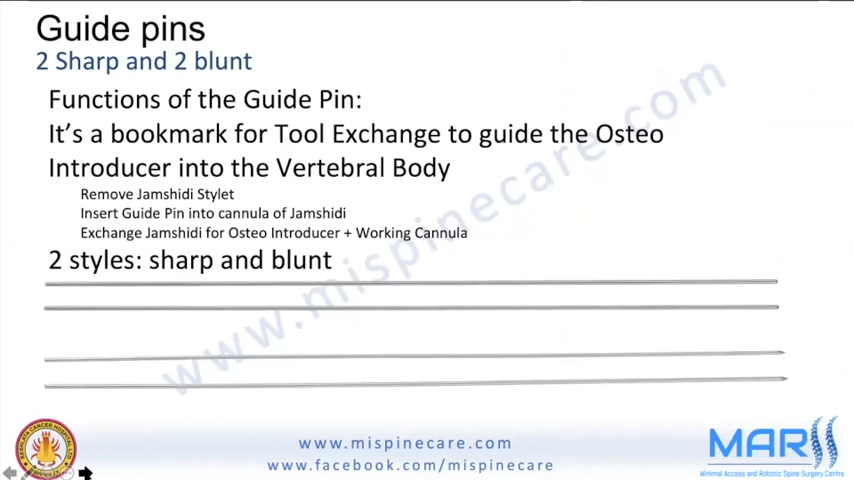 Guide pins
2 Sharp and 2 blunt
Functions of the Guide Pin:
It's a bookmark for Tool Exchange to guide the Osteo
Introducer into the Vertebral Body
Remove Jamshidi Stylet
Insert Guide Pin into cannula of Jamshidi
Exchange Jamshidi for Osteo Introducer + Working Cannula
2 styles: sharp and blunt
www.mispinecare.com
www.mispinecare.com
www.facebook.com/mispinecare
MARSS
Minimal Access and Robotic Spine Surgery Centre